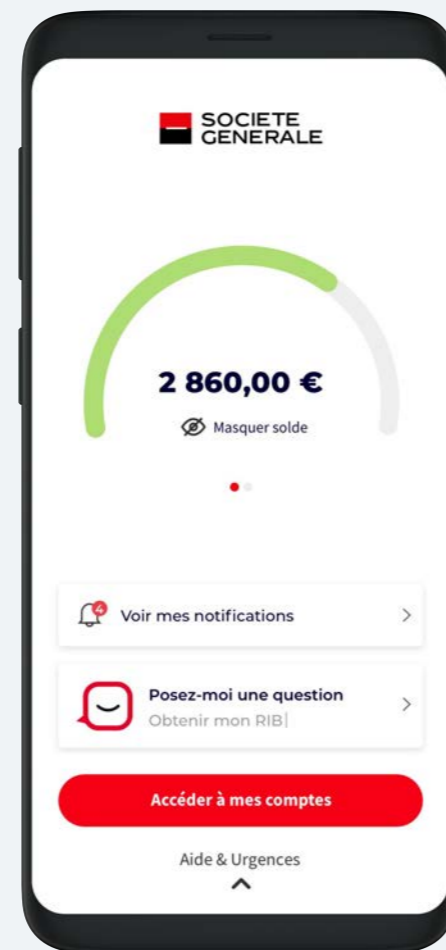 SOCIETE
GENERALE
2 860,00 €
Masquer solde
4
Voir mes notifications
Posez-moi une question
Obtenir mon RIB|
Accéder à mes comptes
Aide & Urgences